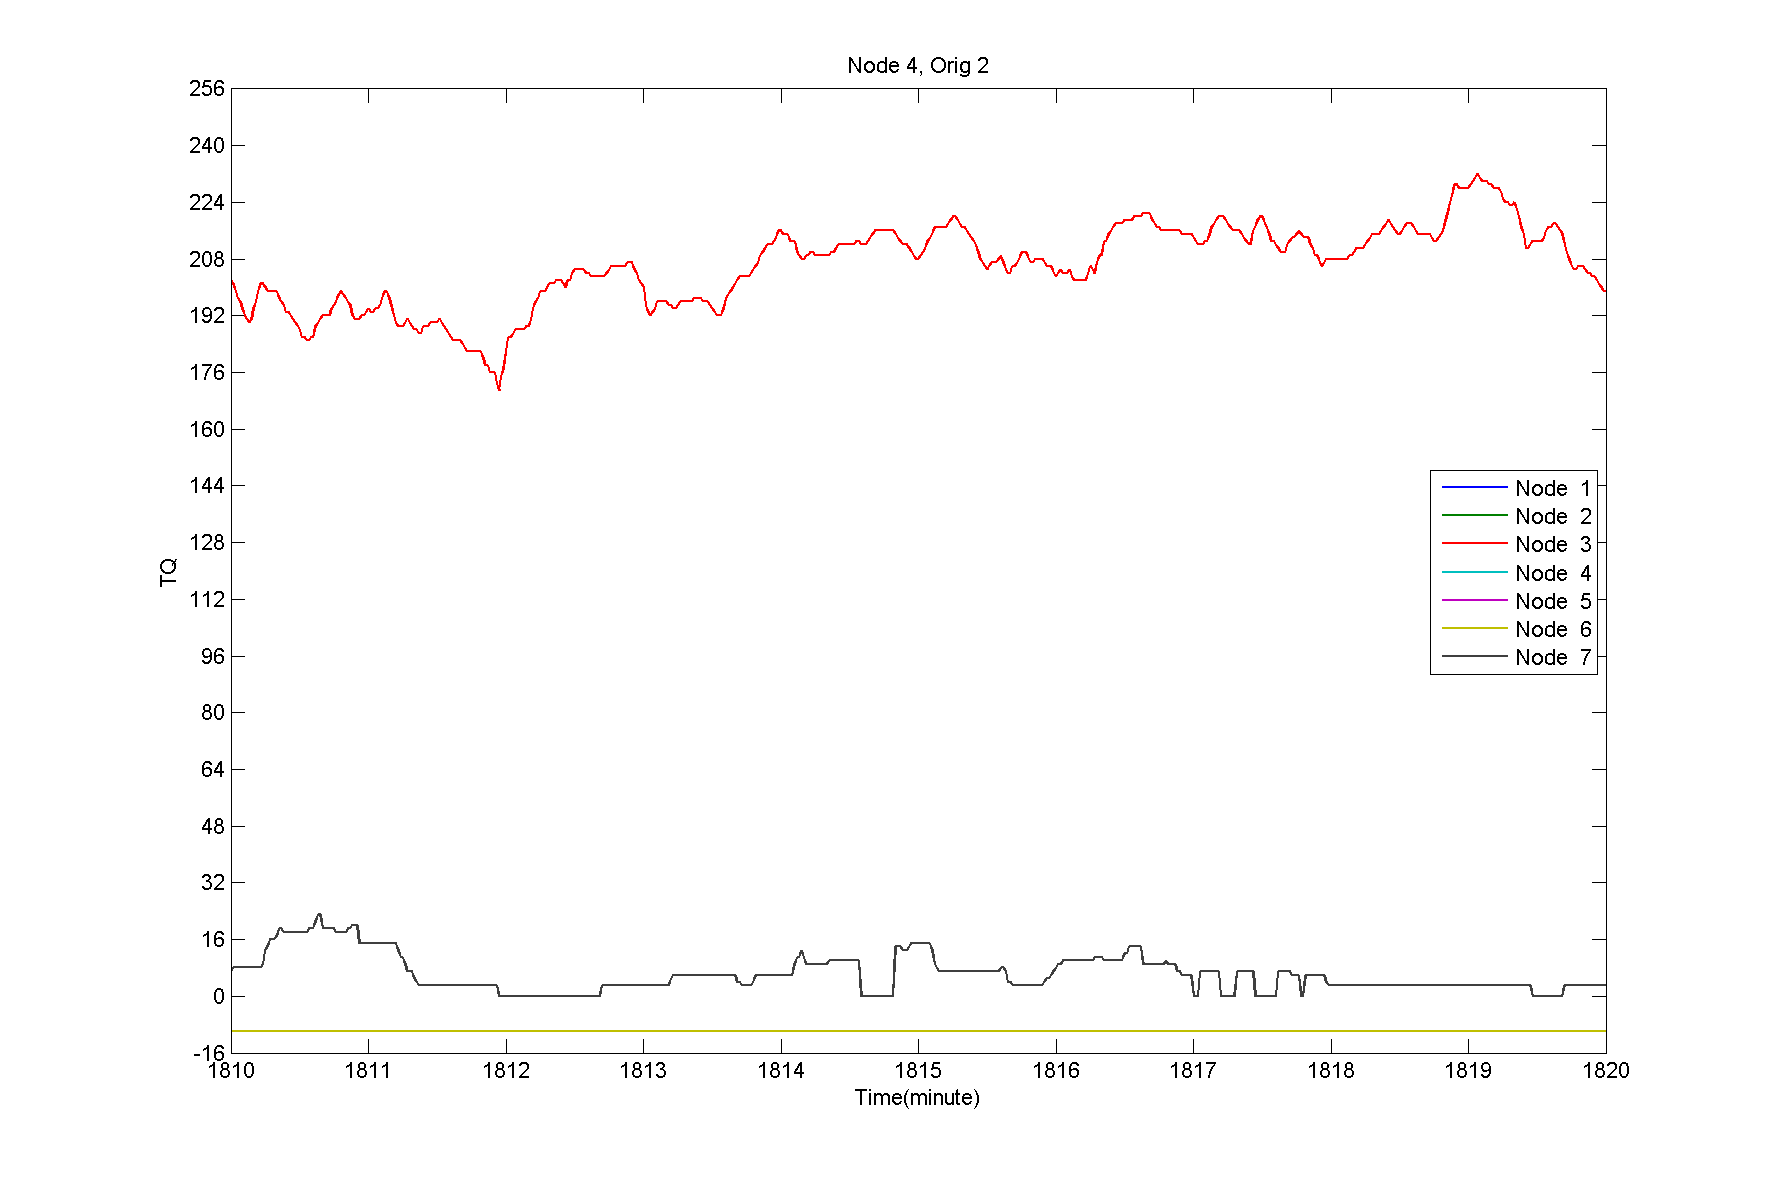 Node 4, Orig 2
256
240
224
208
192
176
160
144
128
112
96
80
64
48
32
16
0
-16
TQ
Node 1
Node 2
Node 3
Node 4
Node 5
Node 6
Node 7
1810 1811 1812 1813 1814 1815 1816 1817 1818 1819 1820
Time(minute)